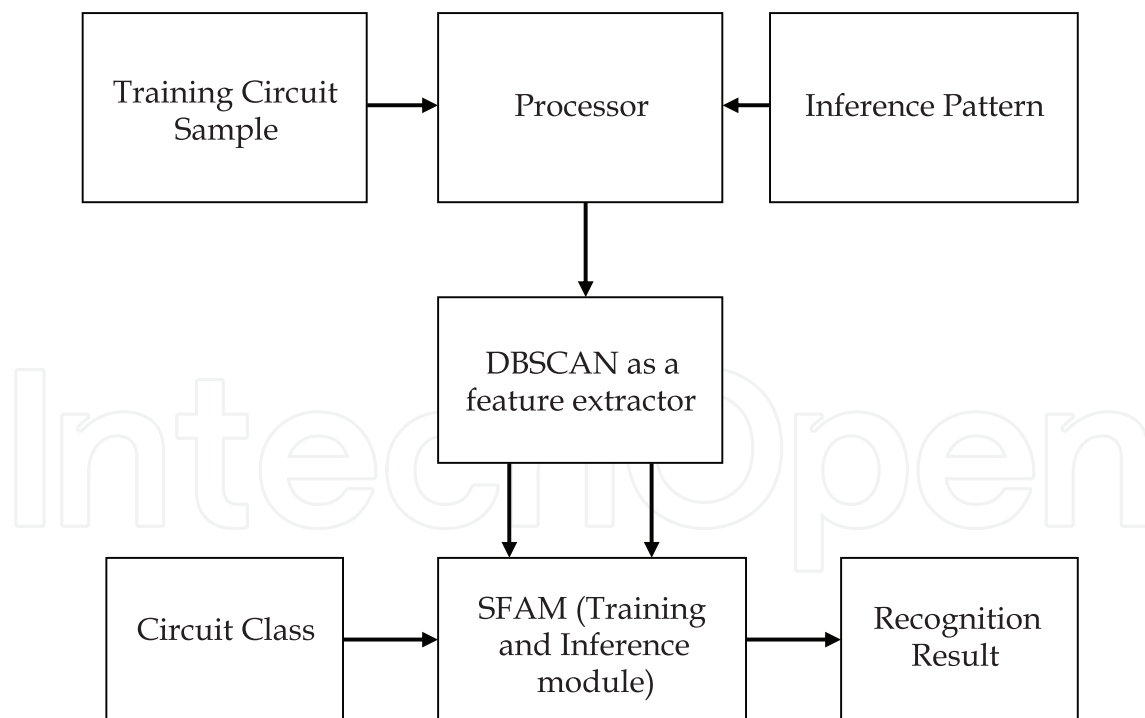 Training Circuit
Sample
Processor
Inference Pattern
DBSCAN as a
feature extractor
IntechOpen
Circuit Class
SFAM (Training
and Inference
module)
Recognition
Result